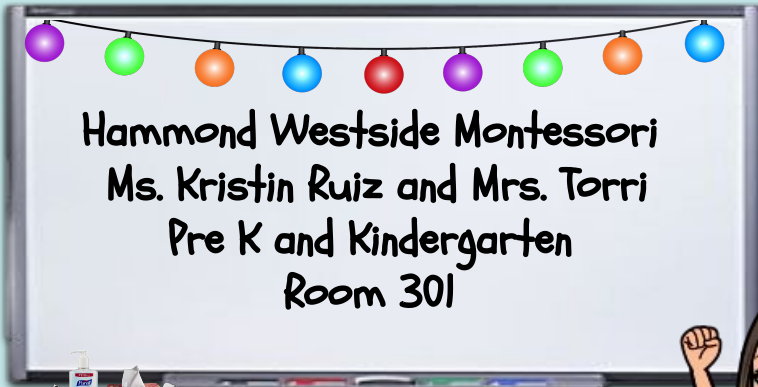 Hammond Westside Montessori
Ms. Kristin Ruiz and Mrs. Torri
Pre K and Kindergarten
Room 301